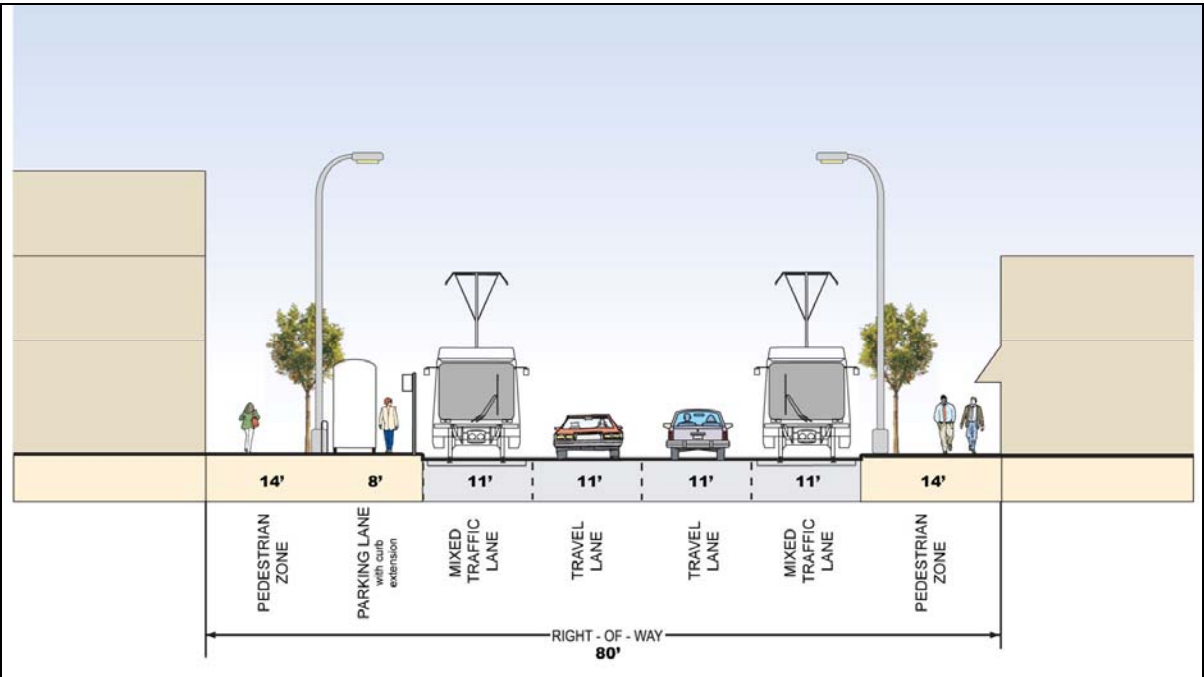 14'
8'
11'
11'
11'
11'
14'
PEDESTRIAN
ZONE
PARKING LANE
with curb
extension
MIXED
TRAFFIC
LANE
TRAVEL
LANE
TRAVEL
LANE
MIXED
TRAFFIC
LANE
PEDESTRIAN
ZONE
RIGHT - OF - WAY
80'